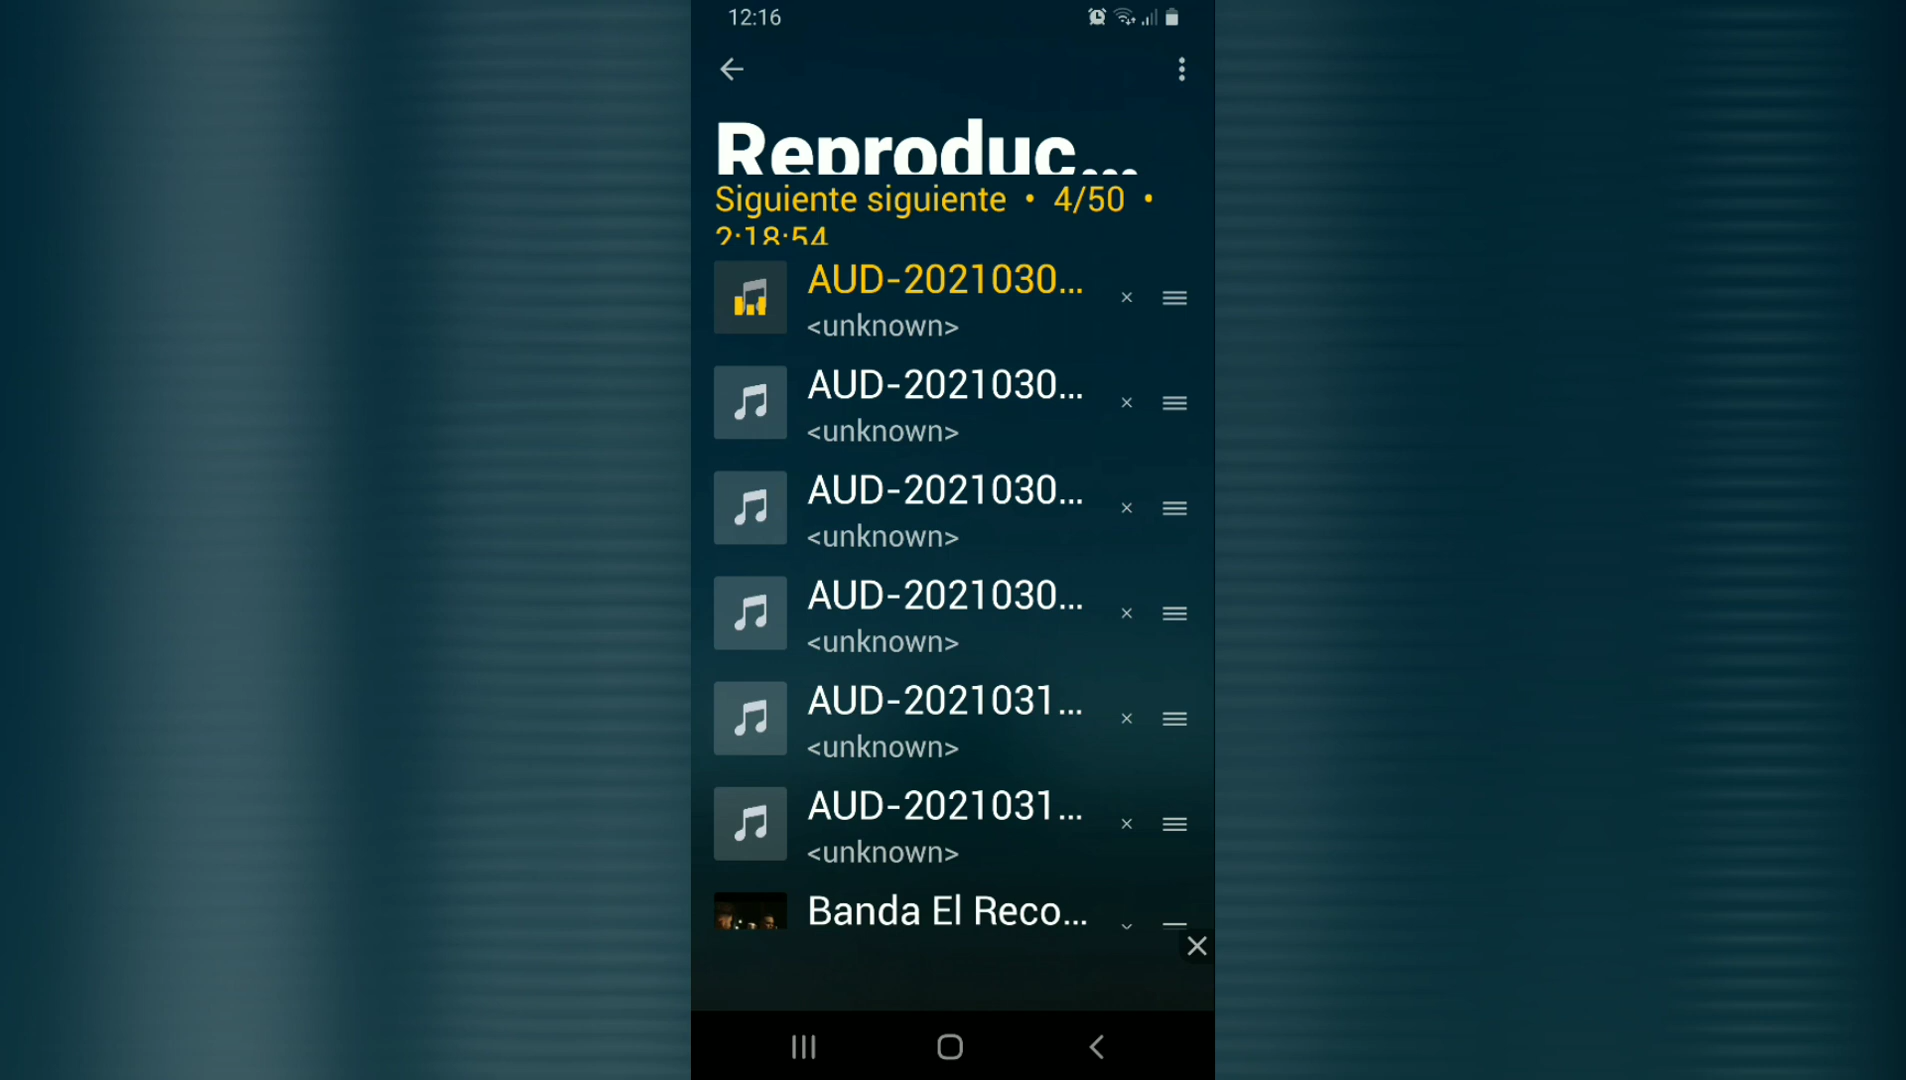 12:16
Reproduc...
Siguiente siguiente • 4/50 •
2:18:54
AUD-2021030...
<unknown>
AUD-2021030...
<unknown>
AUD-2021030...
<unknown>
AUD-2021030...
<unknown>
AUD-2021031...
<unknown>
AUD-2021031...
<unknown>
Banda El Reco...